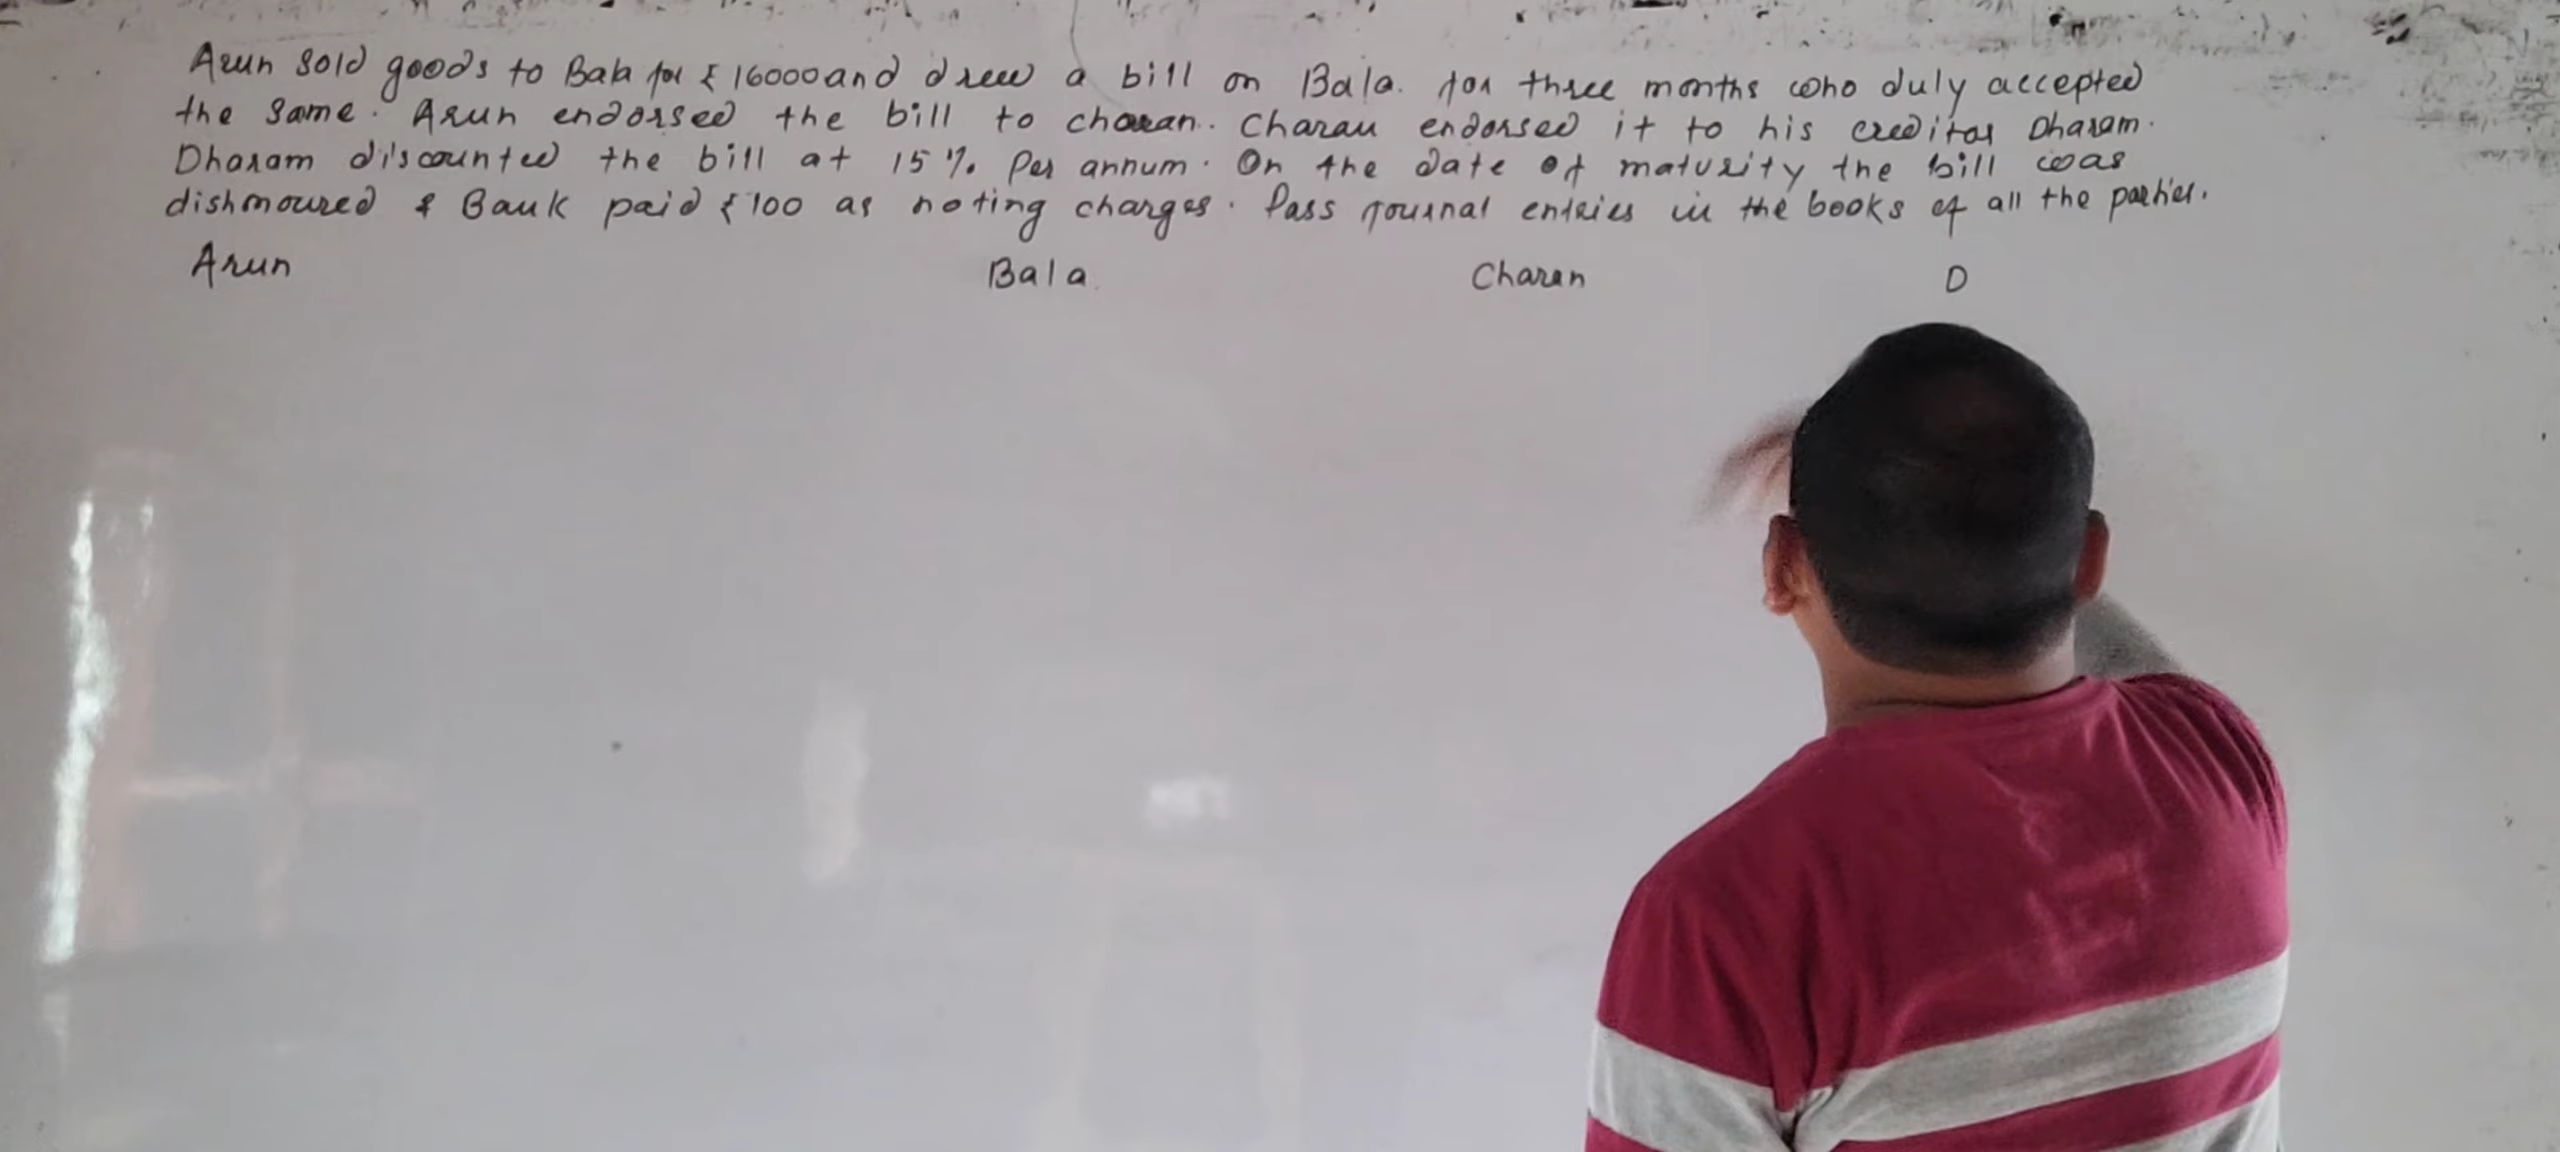 Arun sold goods to Bala for ₹ 16000 and drew a bill on Bala. for three months who duly accepted
the same. Arun endorsed the bill to charan. Charan endorsed it to his creditor Dharam.
Dharam discounted the bill at 15 % Per annum. On the date of maturity the bill was
dishnoured & Bank paid ₹ 100 as noting charges. Pass journal entries in the books of all the parties.
Arun Bala Charan D